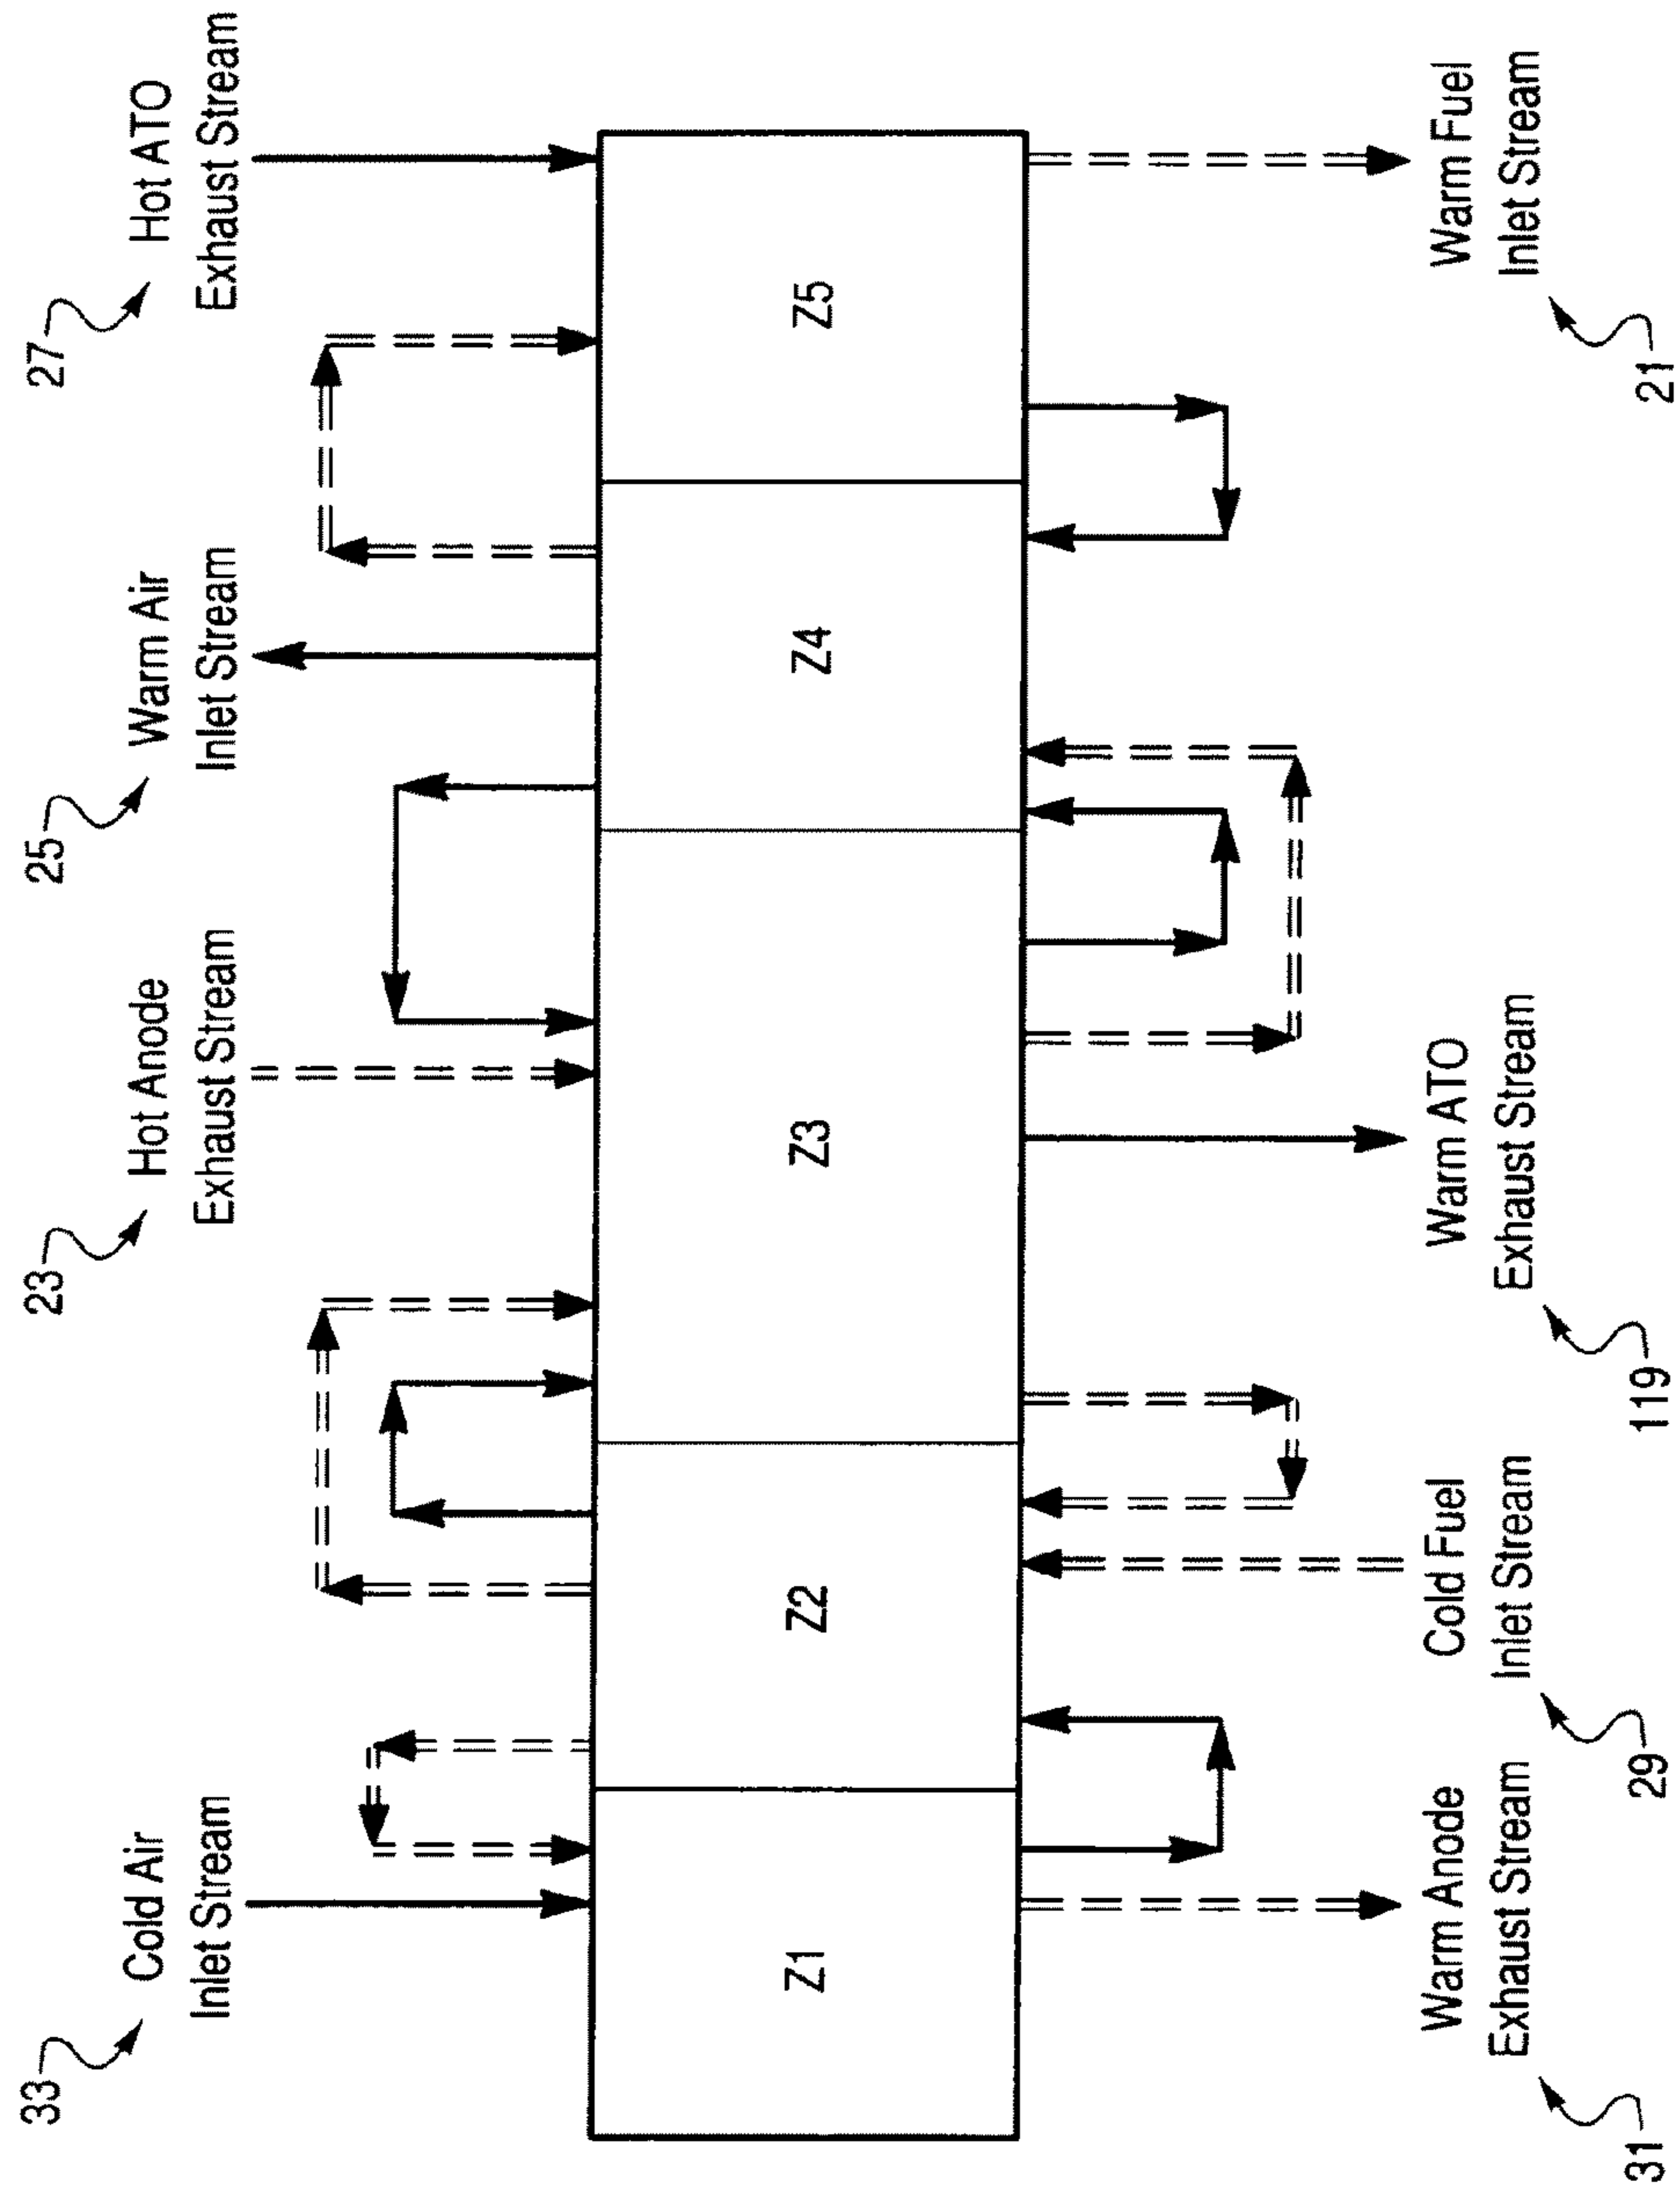 33
Cold Air
Inlet Stream
23
Hot Anode
Exhaust Stream
25
Warm Air
Inlet Stream
27
Hot ATO
Exhaust Stream
Z1
Z2
Z3
Z4
Z5
Warm Anode
Exhaust Stream
31
Cold Fuel
Inlet Stream
29
Warm ATO
Exhaust Stream
119
Warm Fuel
Inlet Stream
21